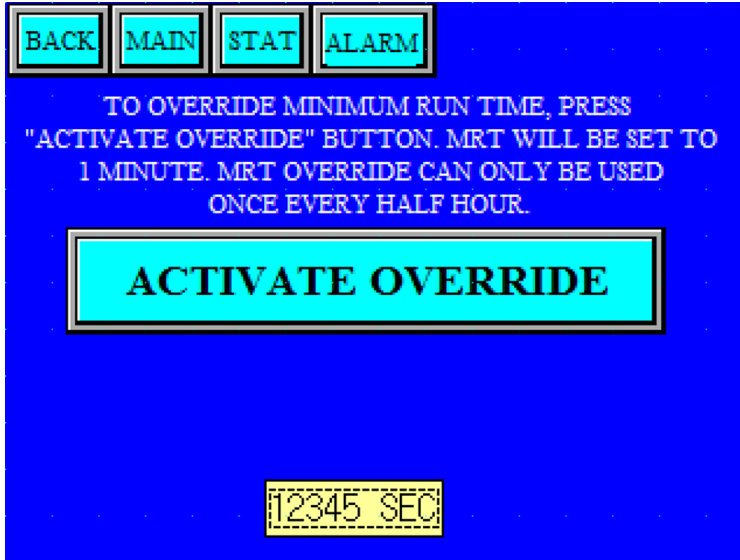 BACK MAIN STAT ALARM
TO OVERRIDE MINIMUM RUN TIME, PRESS
"ACTIVATE OVERRIDE" BUTTON. MRT WILL BE SET TO
1 MINUTE. MRT OVERRIDE CAN ONLY BE USED
ONCE EVERY HALF HOUR.
ACTIVATE OVERRIDE
12345 SEC